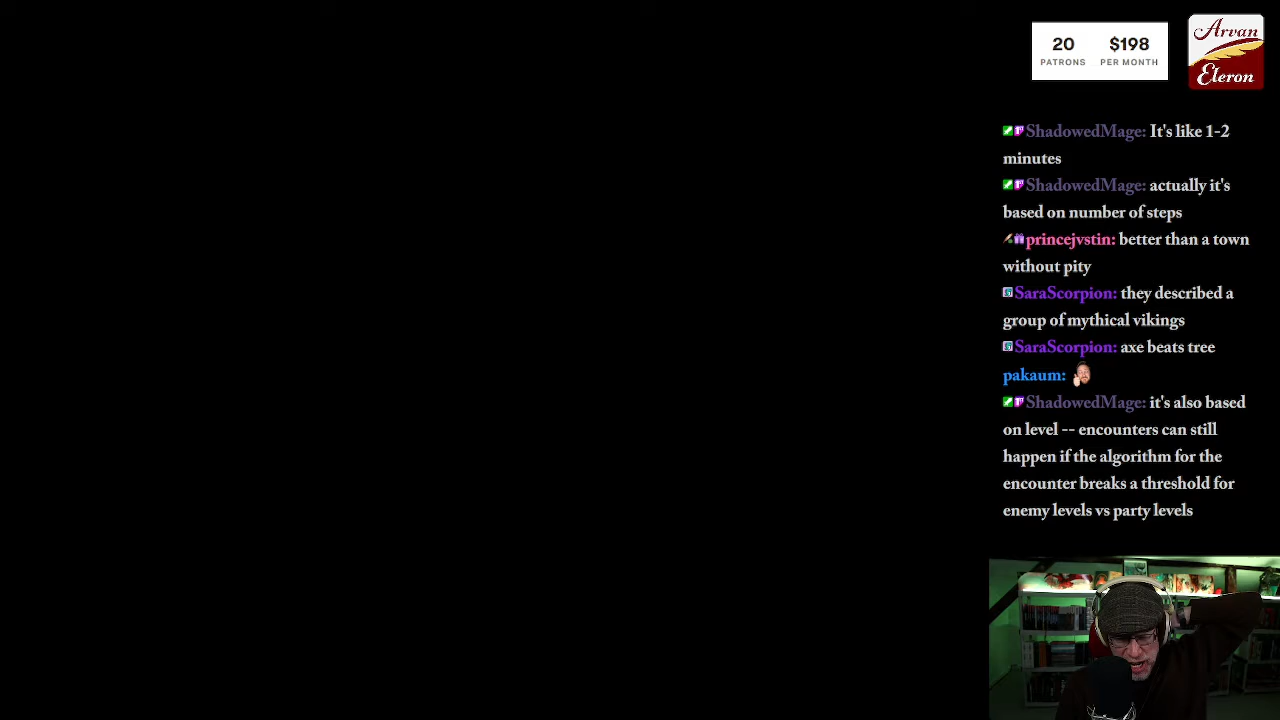 20 $198
PATRONS PER MONTH
Arvan
Eleron
ShadowedMage: It's like 1-2
minutes
ShadowedMage: actually it's
based on number of steps
princejvstin: better than a town
without pity
SaraScorpion: they described a
group of mythical vikings
SaraScorpion: axe beats tree
pakaum:
ShadowedMage: it's also based
on level -- encounters can still
happen if the algorithm for the
encounter breaks a threshold for
enemy levels vs party levels